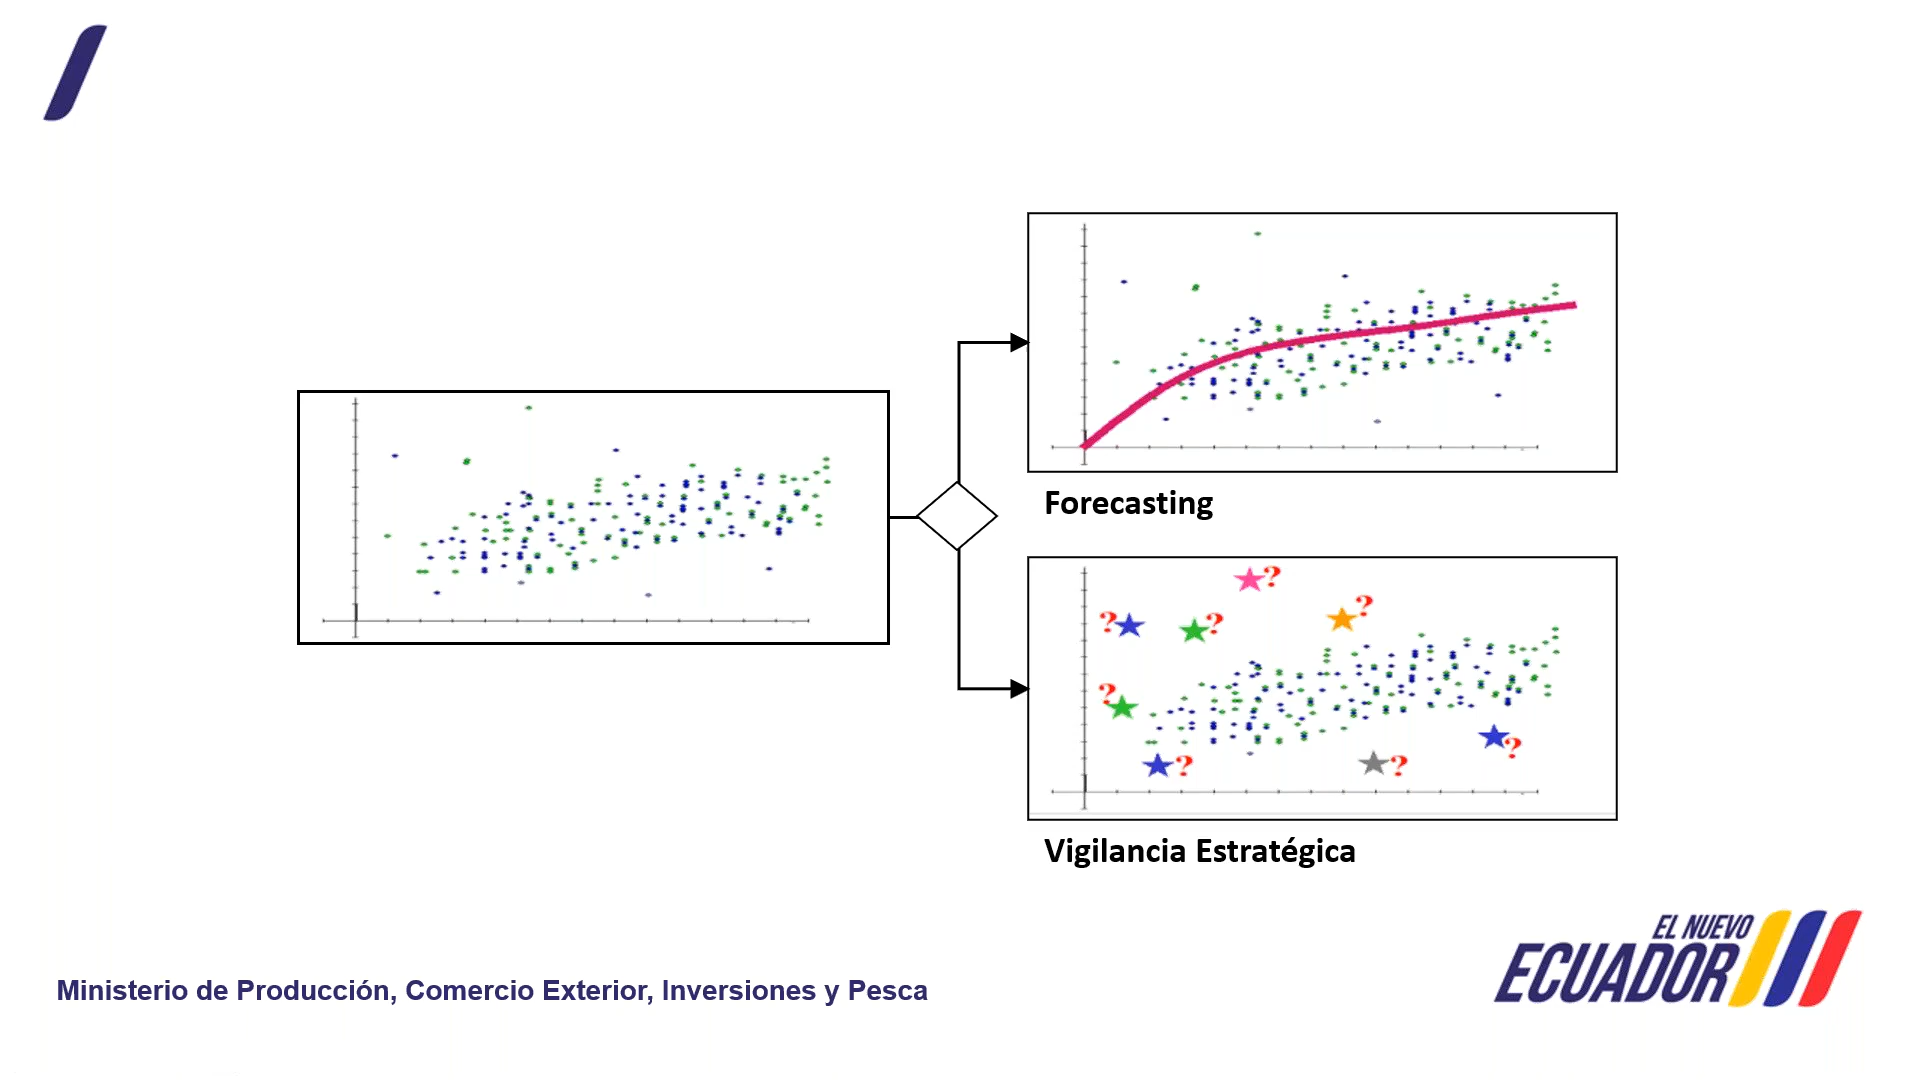 Forecasting
?
?
?
?
?
?
?
?
Vigilancia Estratégica
EL NUEVO
ECUADOR
Ministerio de Producción, Comercio Exterior, Inversiones y Pesca